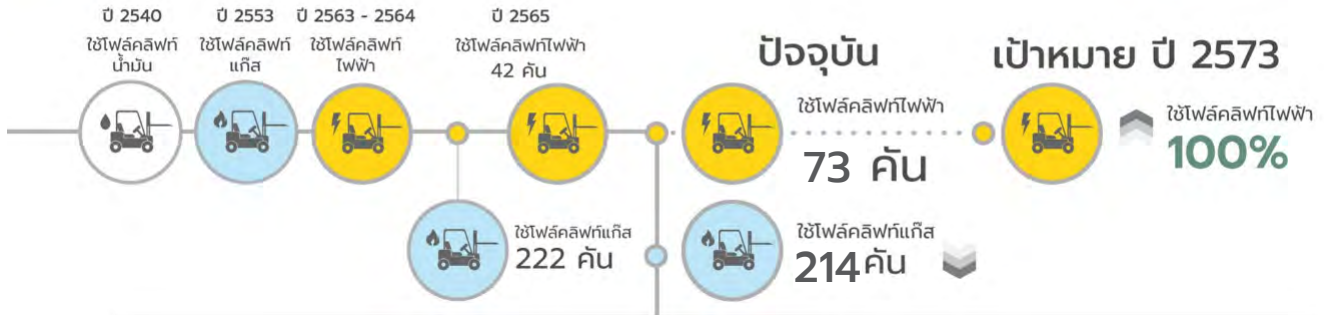 ปี 2540
ใช้โฟล์คลิฟท์
น้ำมัน
ปี 2553
ใช้โฟล์คลิฟท์
แก๊ส
ปี 2563 - 2564
ใช้โฟล์คลิฟท์
ไฟฟ้า
ปี 2565
ใช้โฟล์คลิฟท์ไฟฟ้า
42 คัน
ใช้โฟล์คลิฟท์แก๊ส
222 คัน
ปัจจุบัน
ใช้โฟล์คลิฟท์ไฟฟ้า
73 คัน
ใช้โฟล์คลิฟท์แก๊ส
214 คัน
เป้าหมาย ปี 2573
ใช้โฟล์คลิฟท์ไฟฟ้า
100%